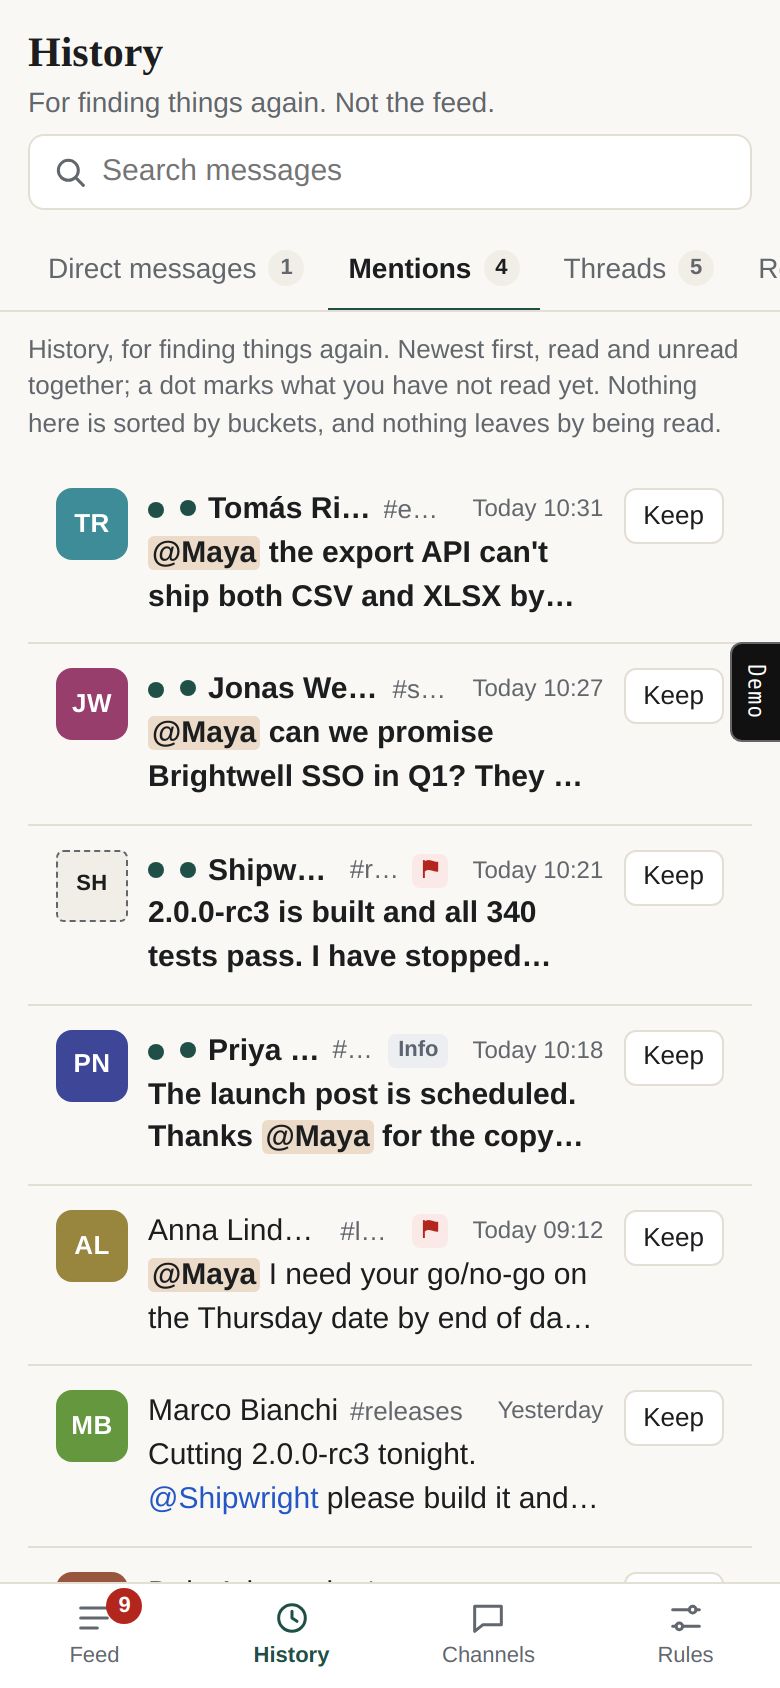 History
For finding things again. Not the feed.
Search messages
Direct messages 1 Mentions 4 Threads 5
History, for finding things again. Newest first, read and unread
together; a dot marks what you have not read yet. Nothing
here is sorted by buckets, and nothing leaves by being read.
TR Tomás Ri… #e… Today 10:31 Keep
@Maya the export API can't
ship both CSV and XLSX by…
Demo
JW Jonas We… #s… Today 10:27 Keep
@Maya can we promise
Brightwell SSO in Q1? They …
SH Shipw… #r… Today 10:21 Keep
2.0.0-rc3 is built and all 340
tests pass. I have stopped…
PN Priya … #… Info Today 10:18 Keep
The launch post is scheduled.
Thanks @Maya for the copy…
AL Anna Lind… #l… Today 09:12 Keep
@Maya I need your go/no-go on
the Thursday date by end of da…
MB Marco Bianchi #releases Yesterday Keep
Cutting 2.0.0-rc3 tonight.
@Shipwright please build it and…
9
Feed History Channels Rules